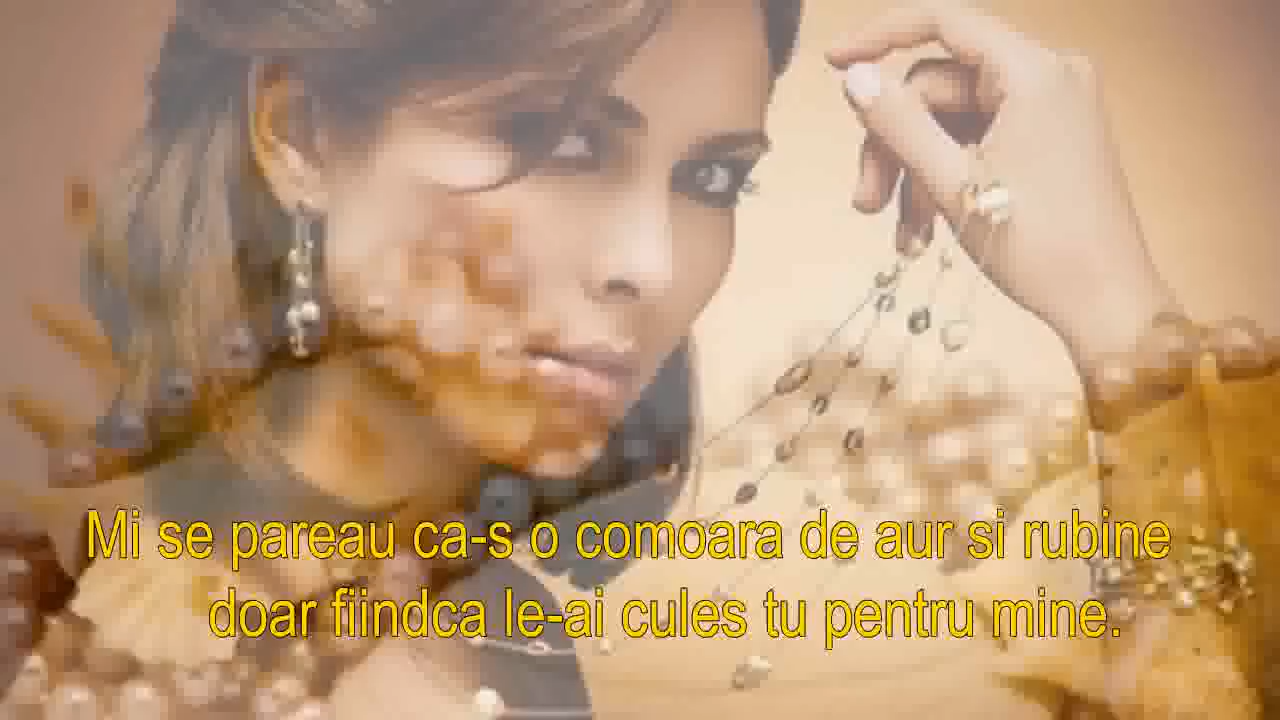 Mi se pareau ca-s o comoara de aur si rubine
doar fiindca le-ai cules tu pentru mine.